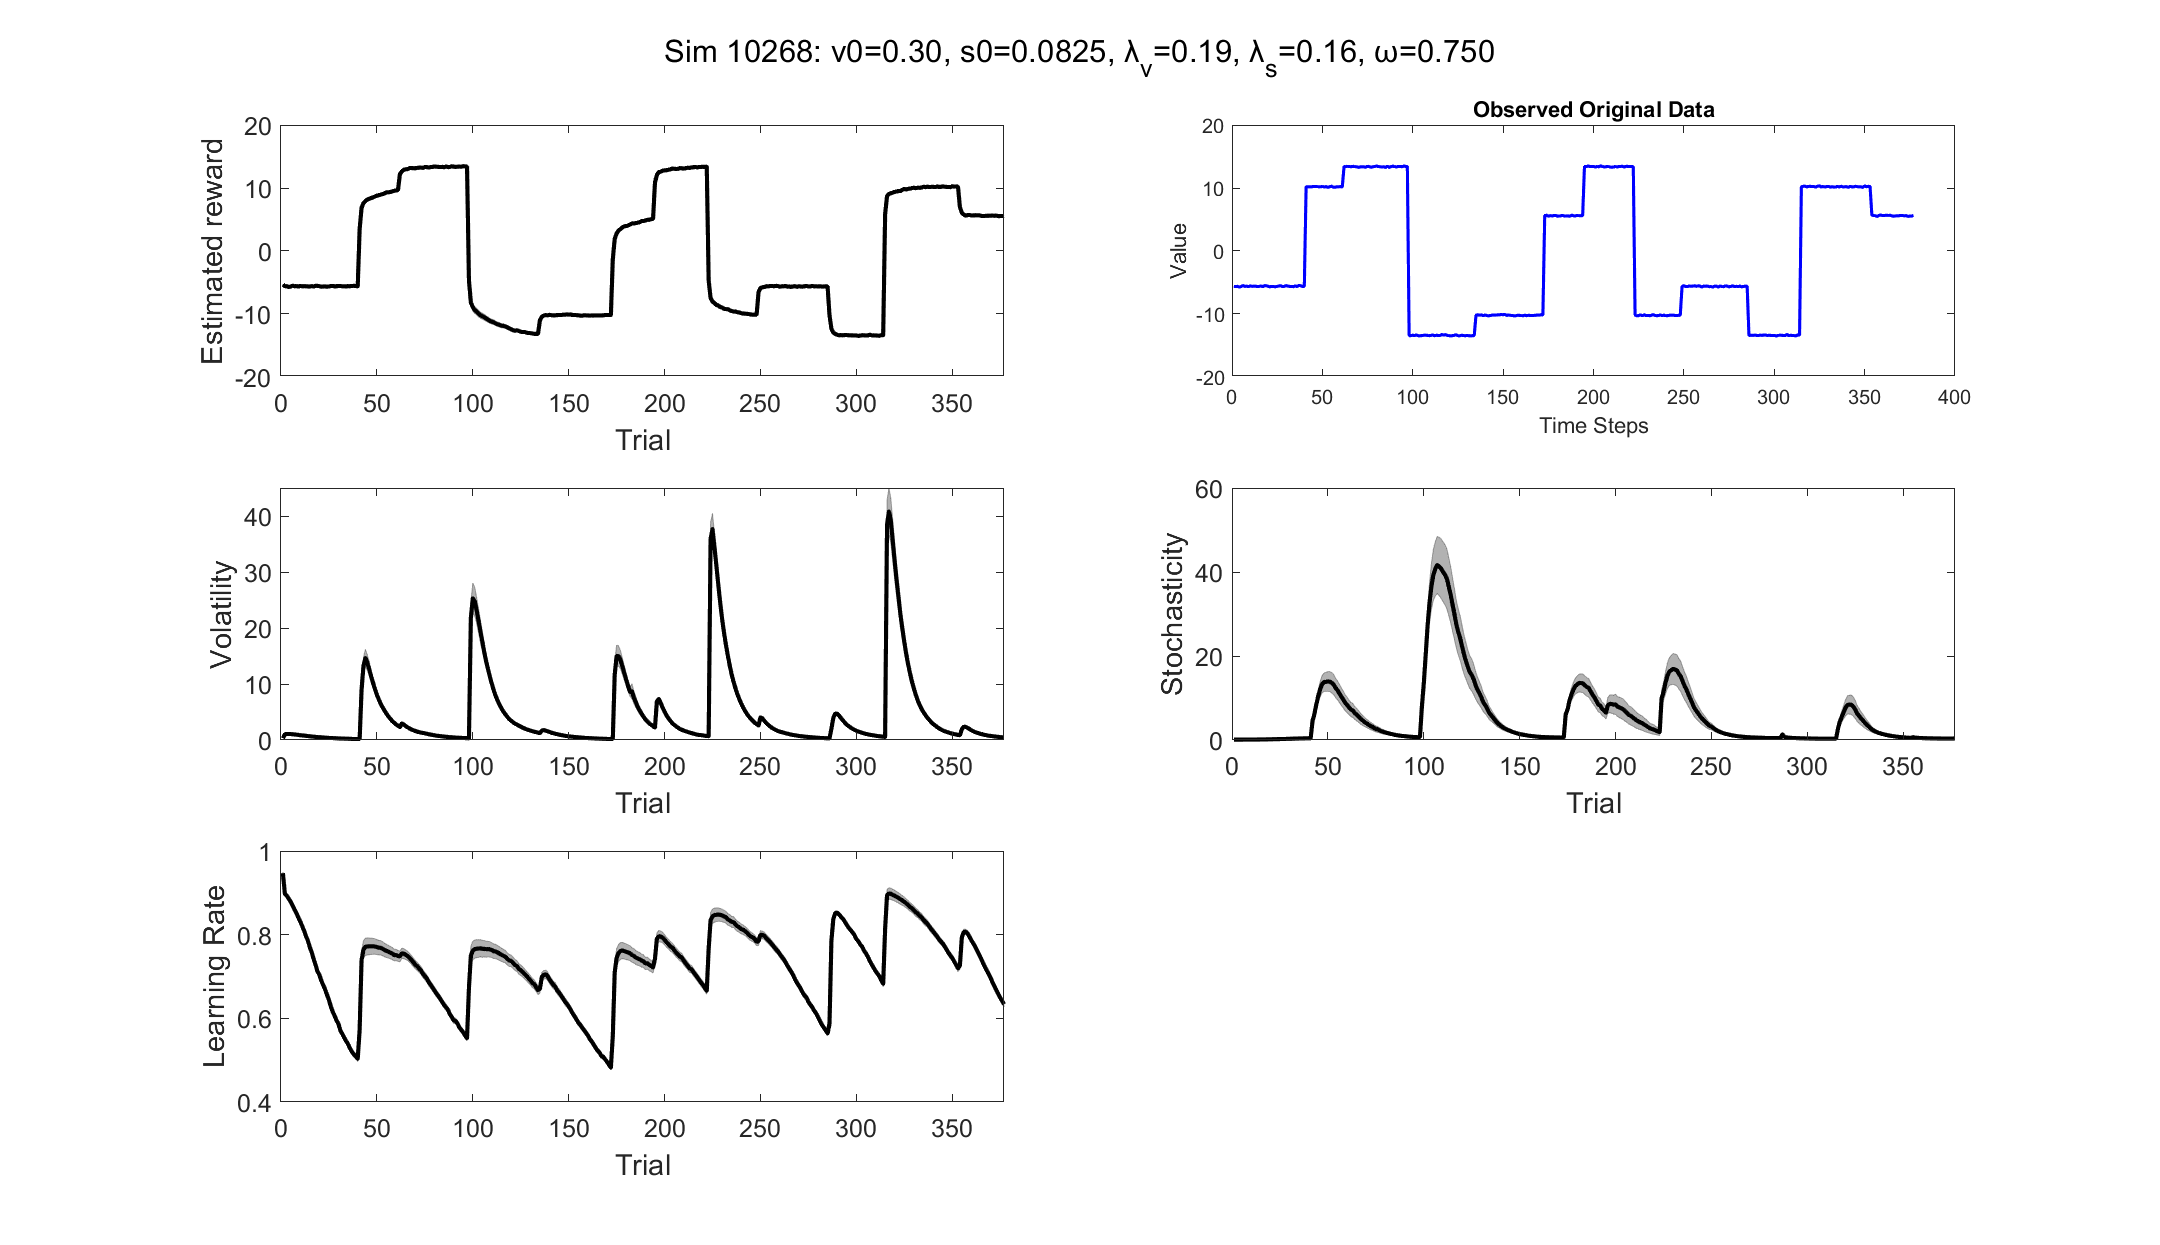 Sim 10268: v0=0.30, s0=0.0825, λv=0.19, λs=0.16, ω=0.750
Estimated reward
20
10
0
-10
-20
0 50 100 150 200 250 300 350
Trial
Observed Original Data
Value
20
10
0
-10
-20
0 50 100 150 200 250 300 350 400
Time Steps
Volatility
40
30
20
10
0
0 50 100 150 200 250 300 350
Trial
Stochasticity
60
40
20
0
0 50 100 150 200 250 300 350
Trial
Learning Rate
1
0.8
0.6
0.4
0 50 100 150 200 250 300 350
Trial